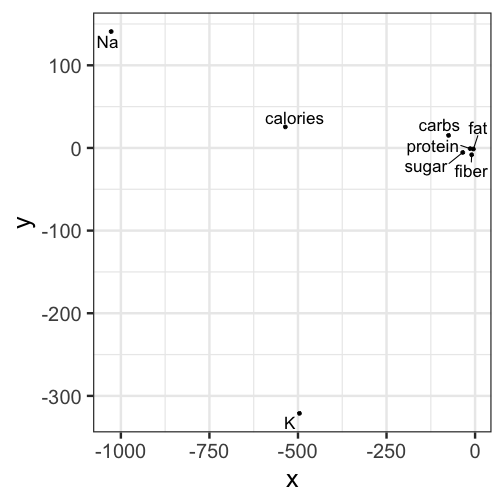 Na
100
calories
carbs
fat
0
protein
sugar
fiber
-100
-200
-300
K
-1000
-750
-500
-250
0
x
y